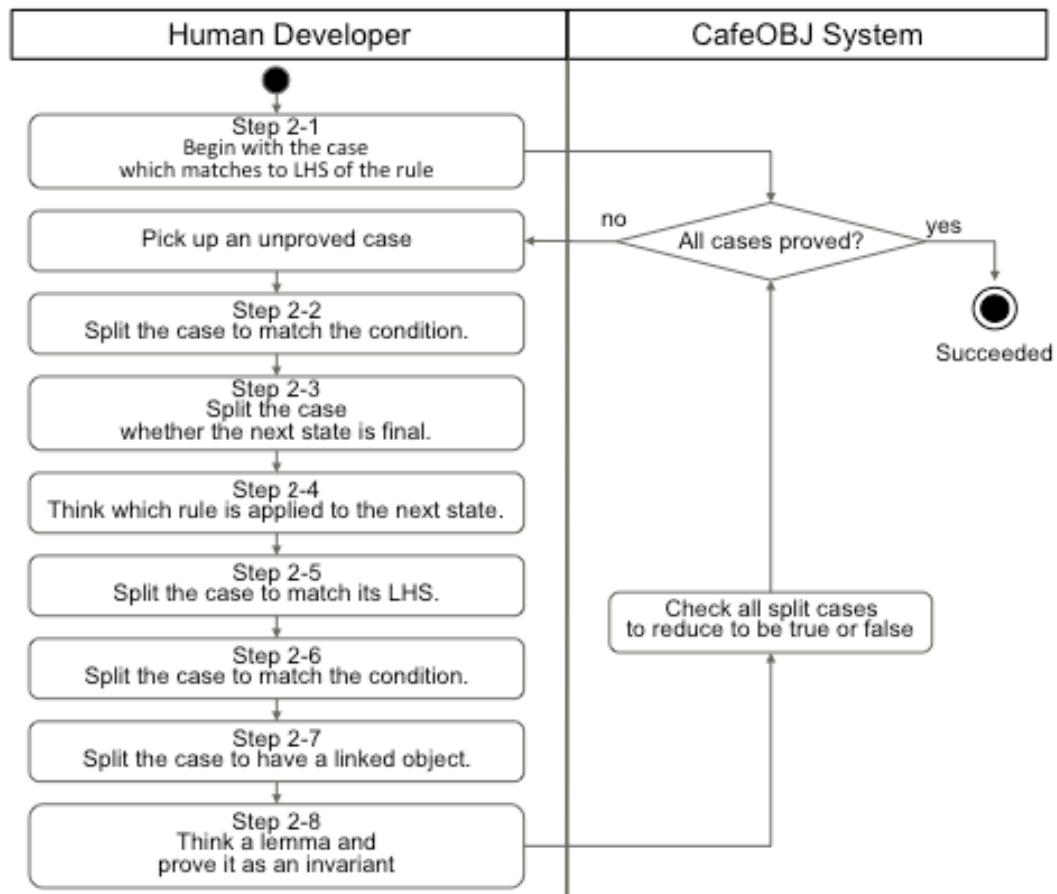 Human Developer
CafeOBJ System
Step 2-1
Begin with the case
which matches to LHS of the rule
no
yes
Pick up an unproved case
All cases proved?
Step 2-2
Split the case to match the condition.
Succeeded
Step 2-3
Split the case
whether the next state is final.
Step 2-4
Think which rule is applied to the next state.
Step 2-5
Split the case to match its LHS.
Check all split cases
to reduce to be true or false
Step 2-6
Split the case to match the condition.
Step 2-7
Split the case to have a linked object.
Step 2-8
Think a lemma and
prove it as an invariant